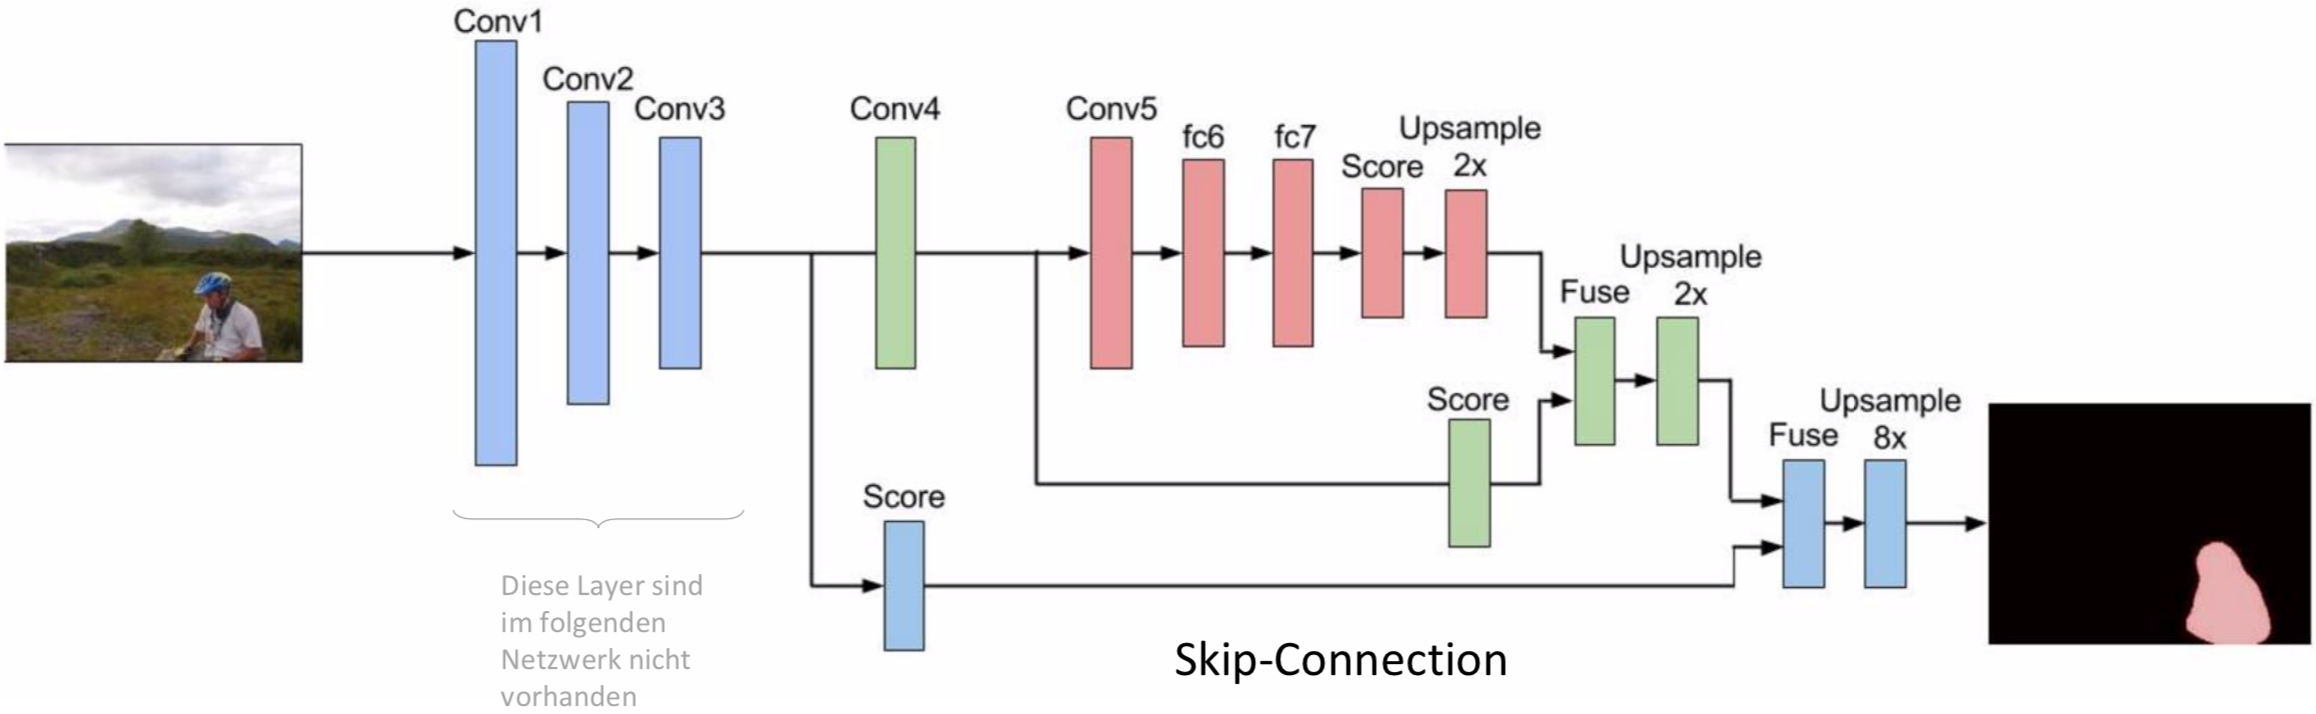 Conv1
Conv2
Conv3
Conv4
Conv5
fc6
fc7
Score
Upsample
2x
Fuse
Upsample
2x
Score
Fuse
Upsample
8x
Score
Diese Layer sind
im folgenden
Netzwerk nicht
vorhanden
Skip-Connection